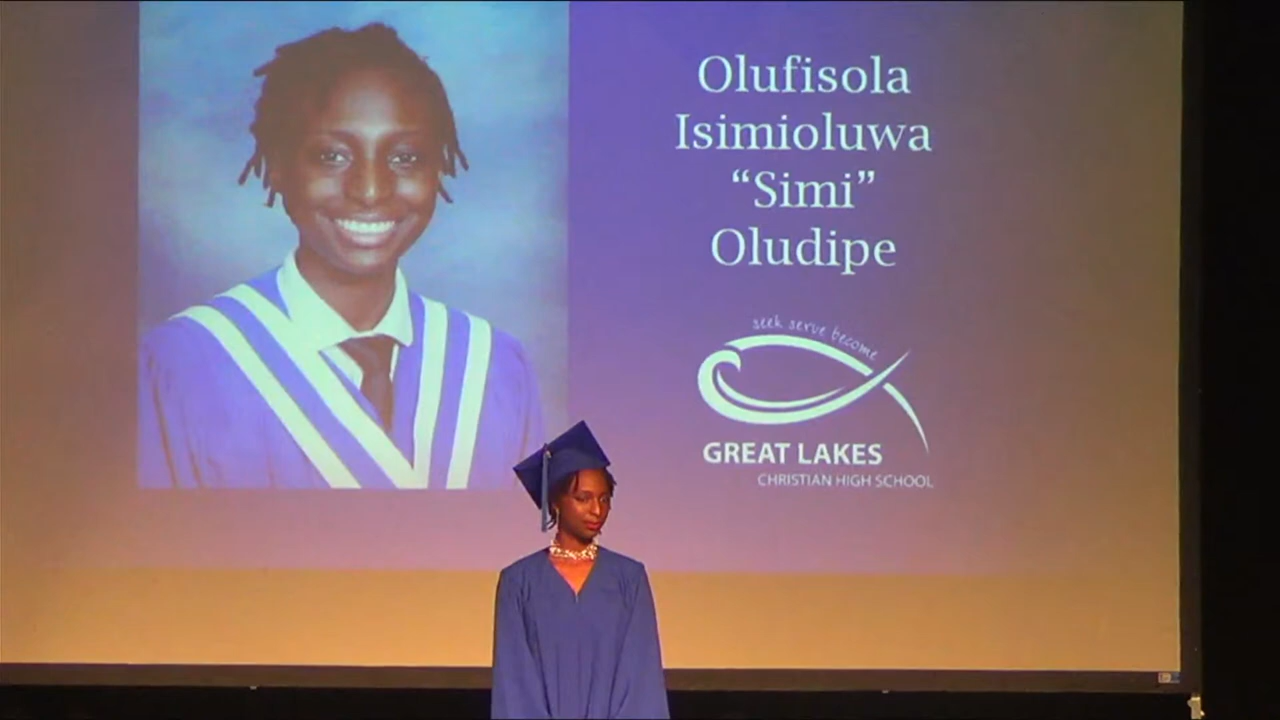 Olufisola
Isimioluwa
“Simi”
Oludipe
seek serve become
GREAT LAKES
CHRISTIAN HIGH SCHOOL